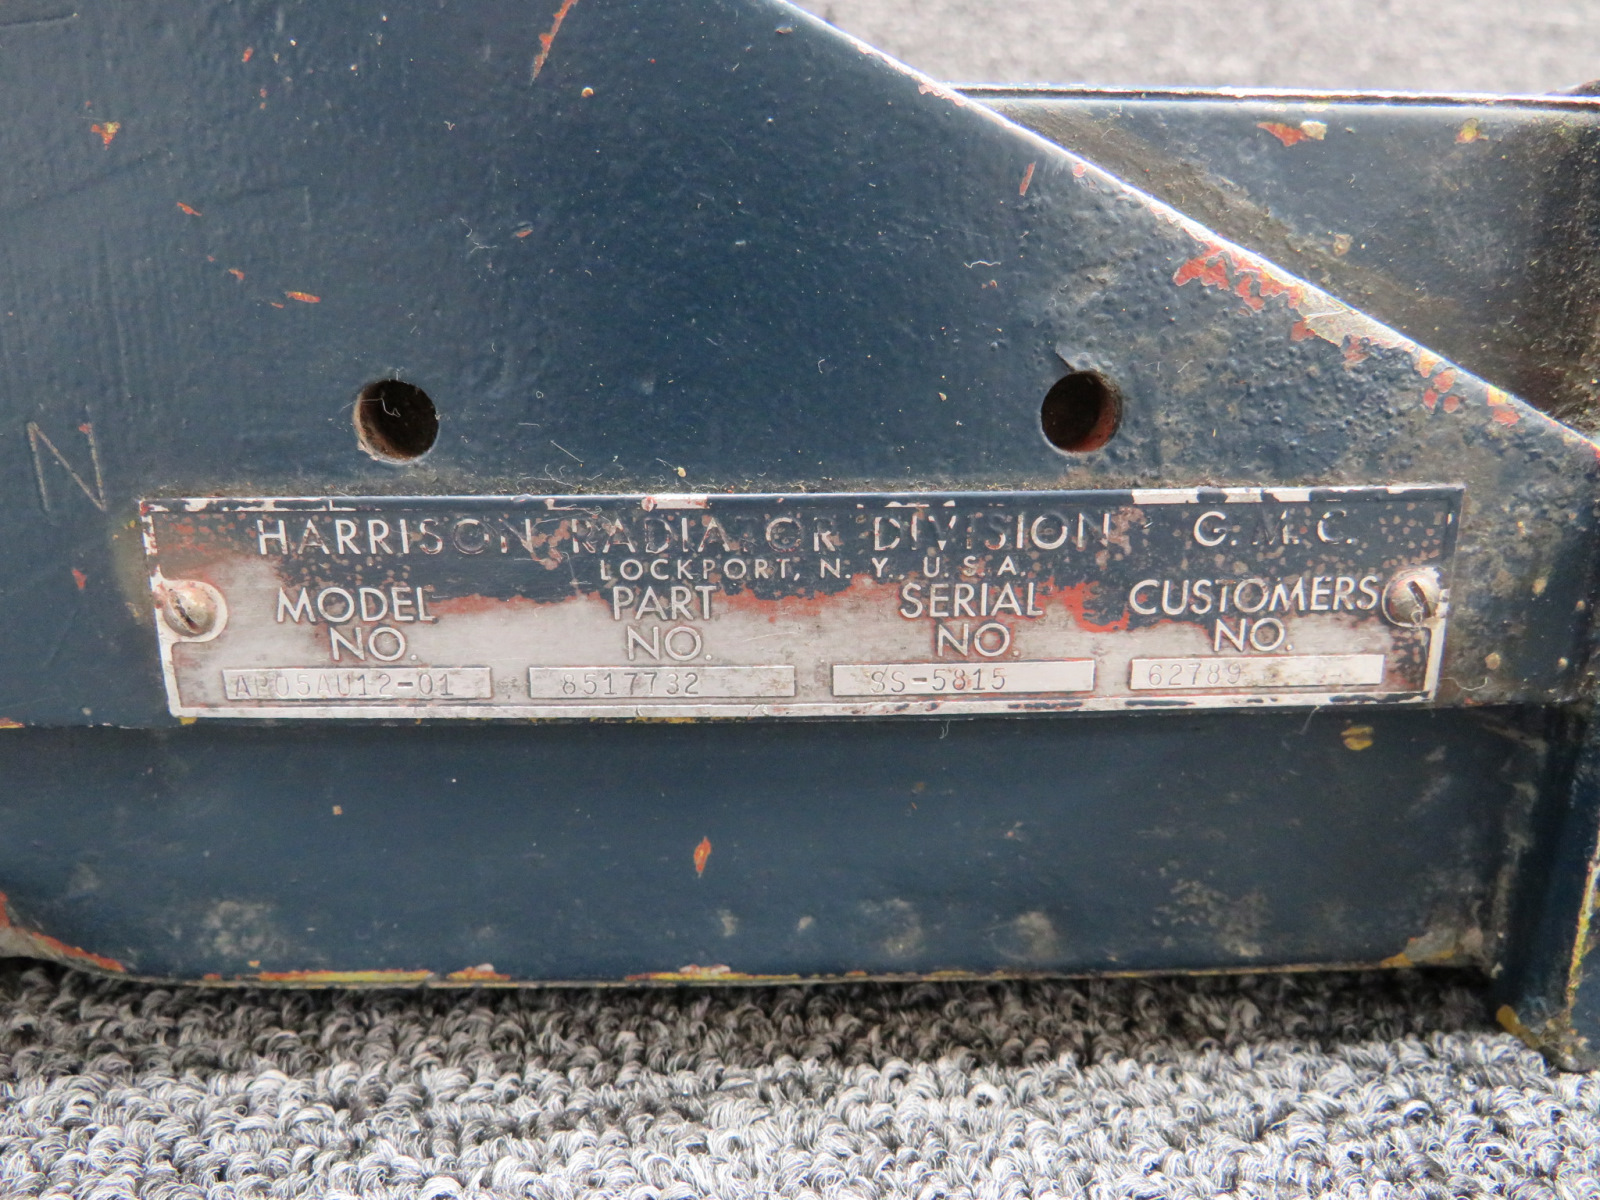 N
HARRISON RADIATOR DIVISION G.M.C.
LOCKPORT, N.Y. U.S.A.
MODEL NO. PART NO. SERIAL NO. CUSTOMERS NO.
AP05AU12-01 8517732 SS-5815 62789